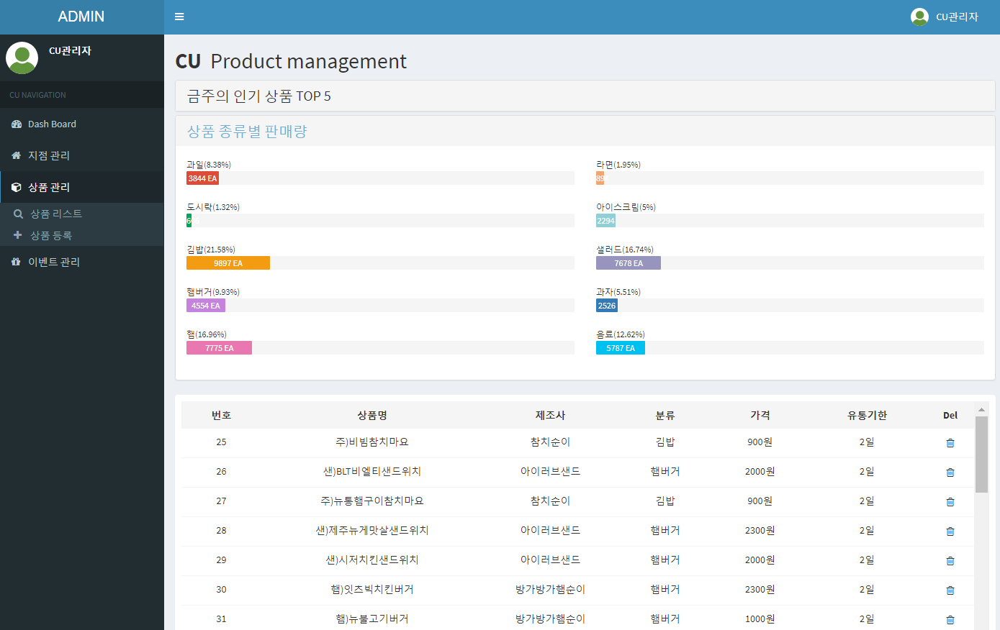 ADMIN
CU관리자
CU관리자
CU NAVIGATION
Dash Board
지점 관리
상품 관리
상품 리스트
상품 등록
이벤트 관리
CU Product management
금주의 인기 상품 TOP 5
상품 종류별 판매량
과일(8.38%)
3844 EA
라면(1.95%)
도시락(1.32%)
아이스크림(5%)
2294
김밥(21.58%)
9897 EA
샐러드(16.74%)
7678 EA
햄버거(9.93%)
4554 EA
과자(5.51%)
2526
햄(16.96%)
7775 EA
음료(12.62%)
5787 EA
번호 상품명 제조사 분류 가격 유통기한 Del
25 주)비빔참치마요 참치순이 김밥 900원 2일
26 샌)BLT비엘티샌드위치 아이러브샌드 햄버거 2000원 2일
27 주)뉴통햄구이참치마요 참치순이 김밥 900원 2일
28 샌)제주뉴게맛살샌드위치 아이러브샌드 햄버거 2300원 2일
29 샌)시저치킨샌드위치 아이러브샌드 햄버거 2000원 2일
30 햄)잇츠빅치킨버거 방가방가햄순이 햄버거 2300원 2일
31 햄)뉴불고기버거 방가방가햄순이 햄버거 1000원 2일